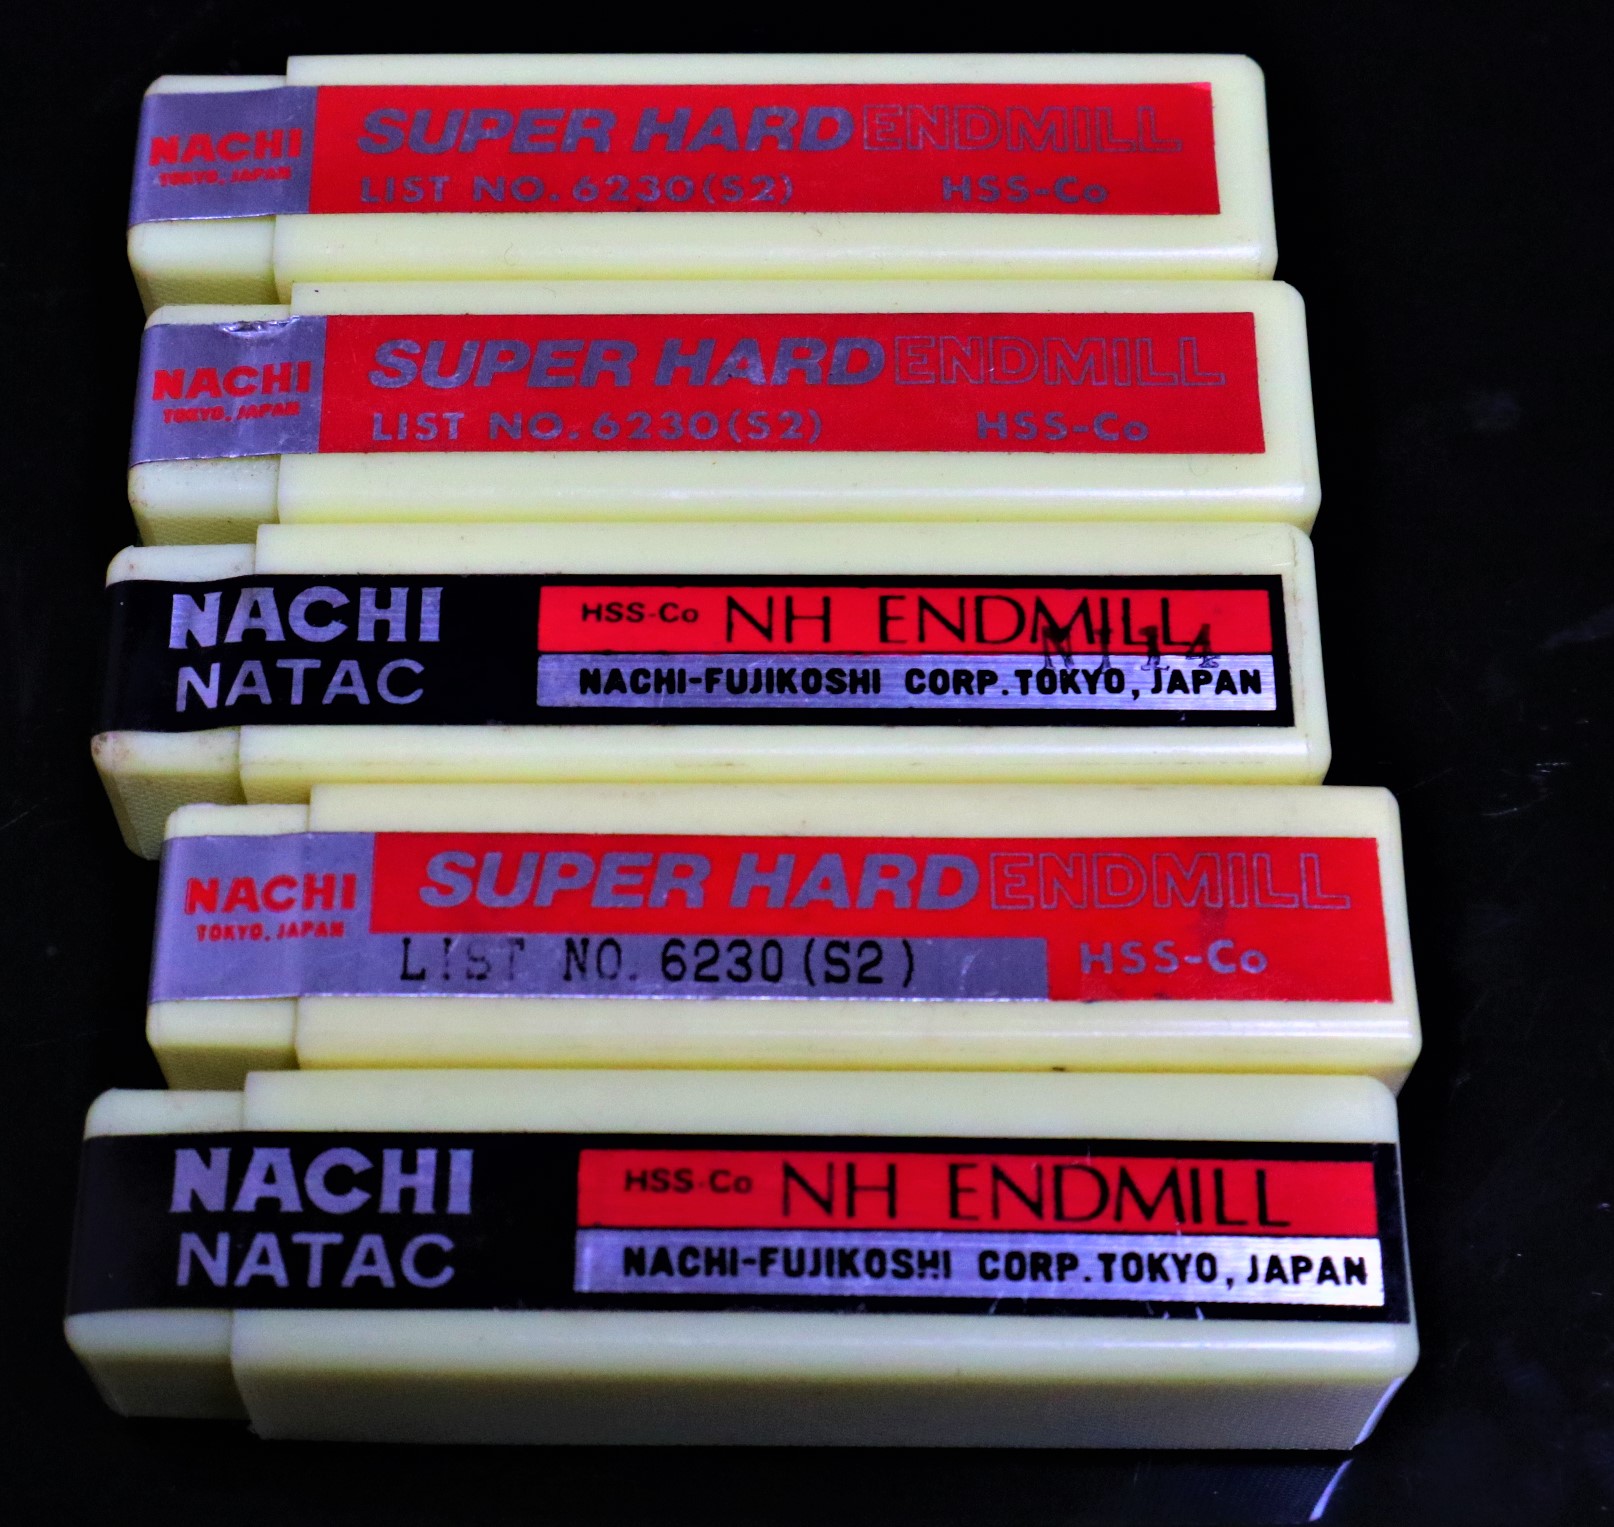 NACHI
TOKYO, JAPAN
SUPER HARD ENDMILL
LIST NO. 6230(S2) HSS-Co
NACHI
TOKYO, JAPAN
SUPER HARD ENDMILL
LIST NO. 6230(S2) HSS-Co
NACHI
NATAC
HSS-Co NH ENDMILL
NACHI-FUJIKOSHI CORP. TOKYO, JAPAN
NACHI
TOKYO, JAPAN
SUPER HARD ENDMILL
LIST NO. 6230(S2) HSS-Co
NACHI
NATAC
HSS-Co NH ENDMILL
NACHI-FUJIKOSHI CORP. TOKYO, JAPAN